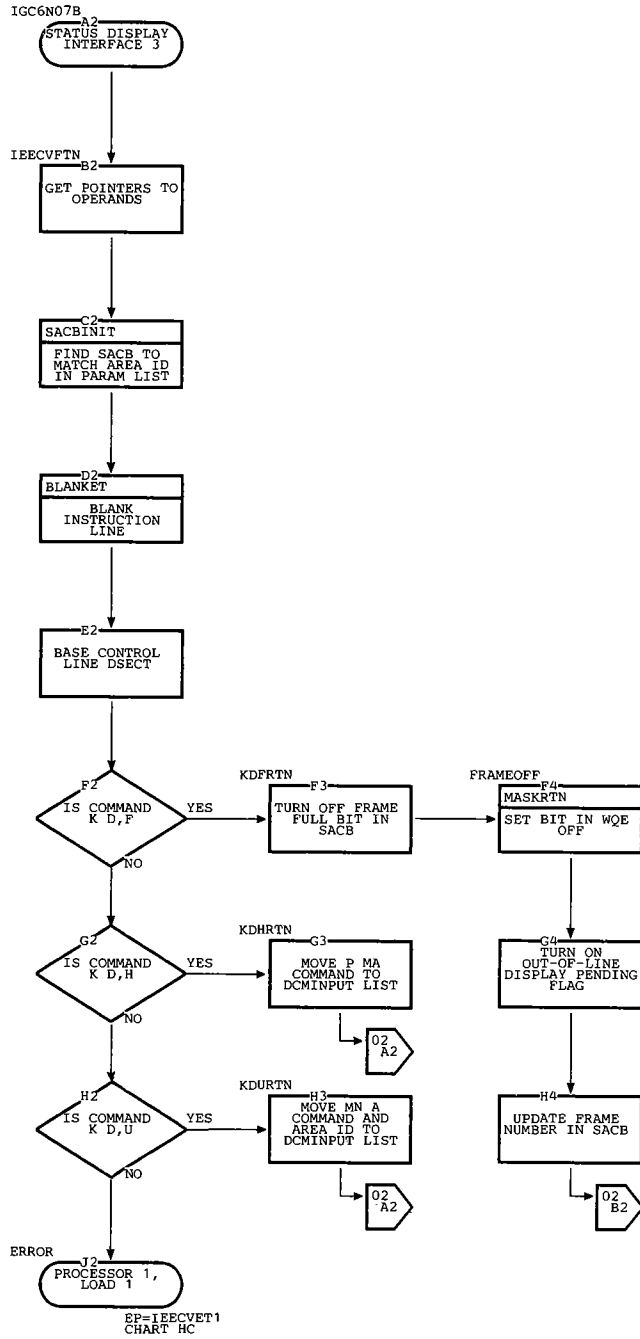 IGC6N07B
A2
STATUS DISPLAY
INTERFACE 3
IEECVFTN
B2
GET POINTERS TO
OPERANDS
C2
SACBINIT
FIND SACB TO
MATCH AREA ID
IN PARAM LIST
D2
BLANKET
BLANK
INSTRUCTION
LINE
E2
BASE CONTROL
LINE DSECT
F2
IS COMMAND
K D,F
YES
NO
KDFRTN
F3
TURN OFF FRAME
FULL BIT IN
SACB
FRAMEOFF
F4
MASKRTN
SET BIT IN WQE
OFF
G2
IS COMMAND
K D,H
YES
NO
KDHRTN
G3
MOVE P MA
COMMAND TO
DCMINPUT LIST
02
A2
G4
TURN ON
OUT-OF-LINE
DISPLAY PENDING
FLAG
H2
IS COMMAND
K D,U
YES
NO
KDURTN
H3
MOVE MN A
COMMAND AND
AREA ID TO
DCMINPUT LIST
02
A2
H4
UPDATE FRAME
NUMBER IN SACB
02
B2
ERROR
J2
PROCESSOR 1,
LOAD 1
EP=IEECVET1
CHART HC